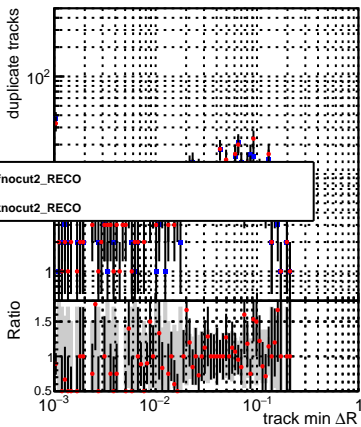 duplicate tracks
10²
nocut2_RECO
nocut2_RECO
1
Ratio
1.5
1
0.5
10⁻³
10⁻²
10⁻¹
1
track min ΔR